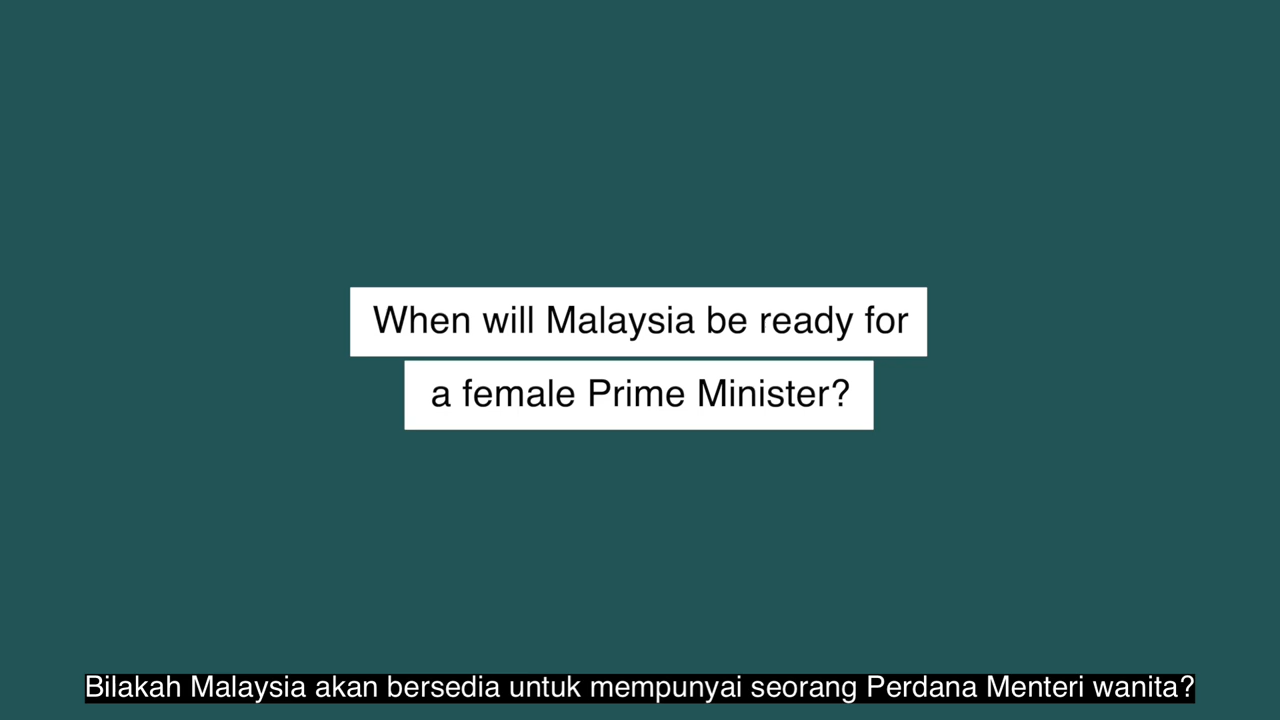 When will Malaysia be ready for
a female Prime Minister?
Bilakah Malaysia akan bersedia untuk mempunyai seorang Perdana Menteri wanita?